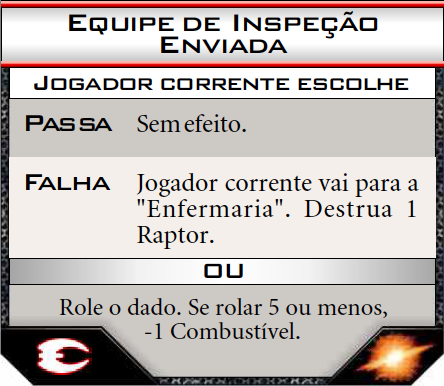 Equipe de Inspeção
Enviada
Jogador corrente escolhe
Passa Sem efeito.
Falha Jogador corrente vai para a
"Enfermaria". Destrua 1
Raptor.
OU
Role o dado. Se rolar 5 ou menos,
-1 Combustível.